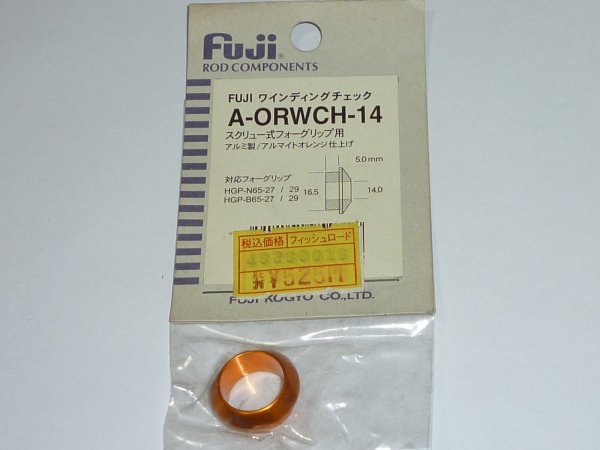 Fuji®
ROD COMPONENTS
FUJI ワインディングチェック
A-ORWCH-14
スクリュー式フォーグリップ用
アルミ製/アルマイトオレンジ仕上げ
5.0mm
対応フォーグリップ
HGP-N65-27 / 29
HGP-B65-27 / 29
16.5
14.0
税込価格 フィッシュロード
¥525
FUJI KOGYO CO.,LTD.